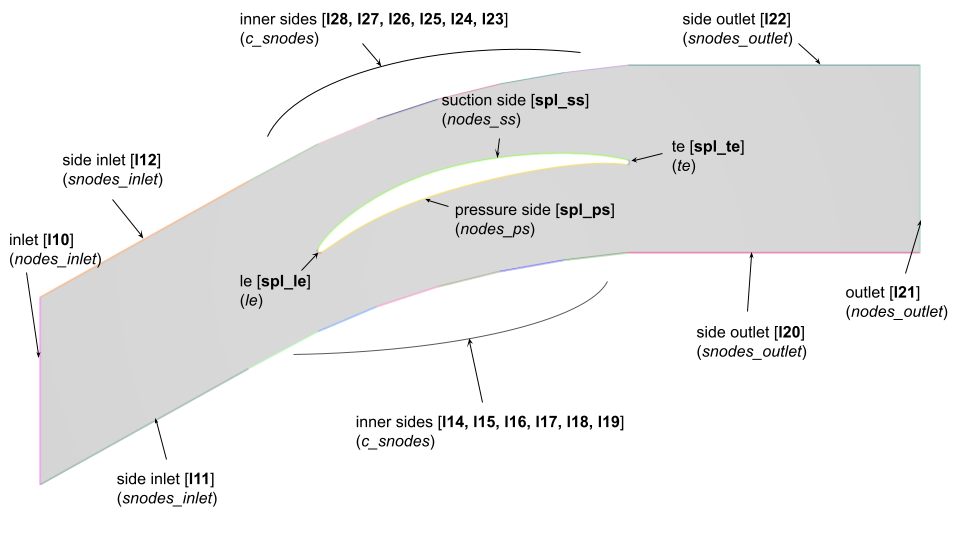 inner sides [l28, l27, l26, l25, l24, l23]
(c_snodes)
side outlet [l22]
(snodes_outlet)
suction side [spl_ss]
(nodes_ss)
te [spl_te]
(te)
side inlet [l12]
(snodes_inlet)
pressure side [spl_ps]
(nodes_ps)
inlet [l10]
(nodes_inlet)
le [spl_le]
(le)
outlet [l21]
(nodes_outlet)
side outlet [l20]
(snodes_outlet)
inner sides [l14, l15, l16, l17, l18, l19]
(c_snodes)
side inlet [l11]
(snodes_inlet)